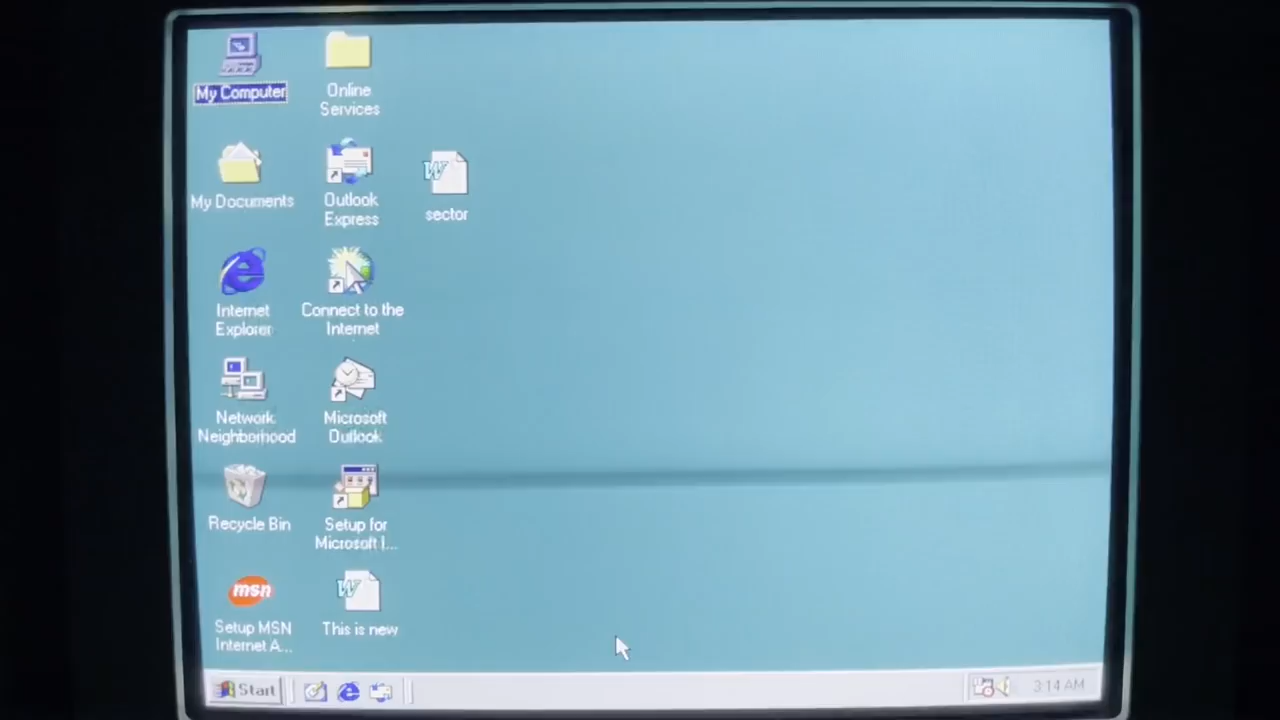 My Computer
Online
Services
My Documents
Outlook
Express
sector
Internet
Explorer
Connect to the
Internet
Network
Neighborhood
Microsoft
Outlook
Recycle Bin
Setup for
Microsoft I...
msn
Setup MSN
Internet A...
W
This is new
Start
3:14 AM